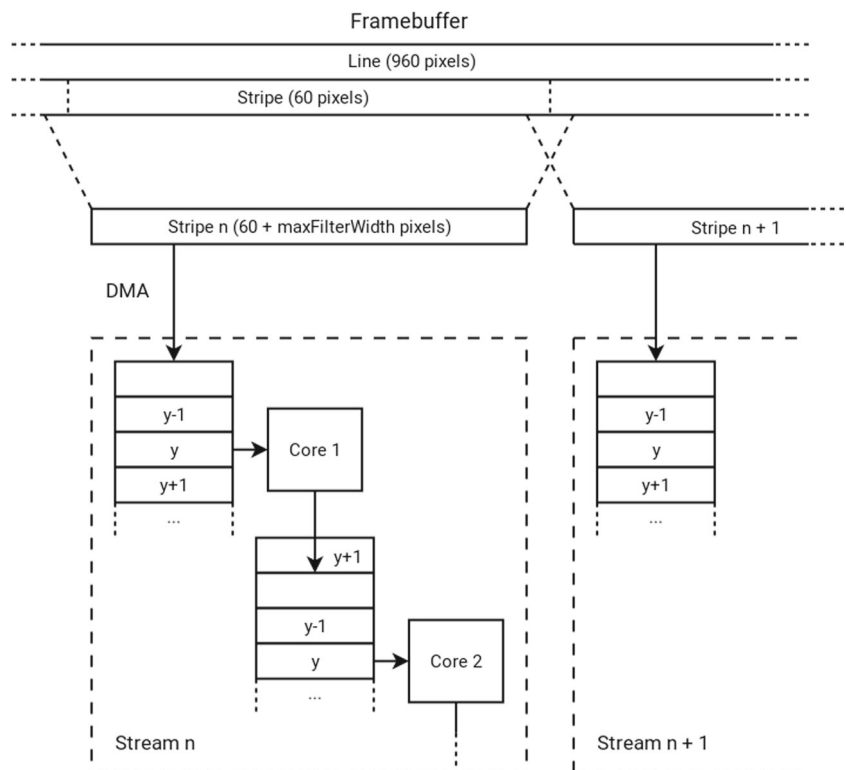 Framebuffer
Line (960 pixels)
Stripe (60 pixels)
Stripe n (60 + maxFilterWidth pixels)
Stripe n + 1
DMA
y-1
y
y+1
...
Core 1
y+1
y-1
y
...
Core 2
Stream n
y-1
y
y+1
...
Stream n + 1